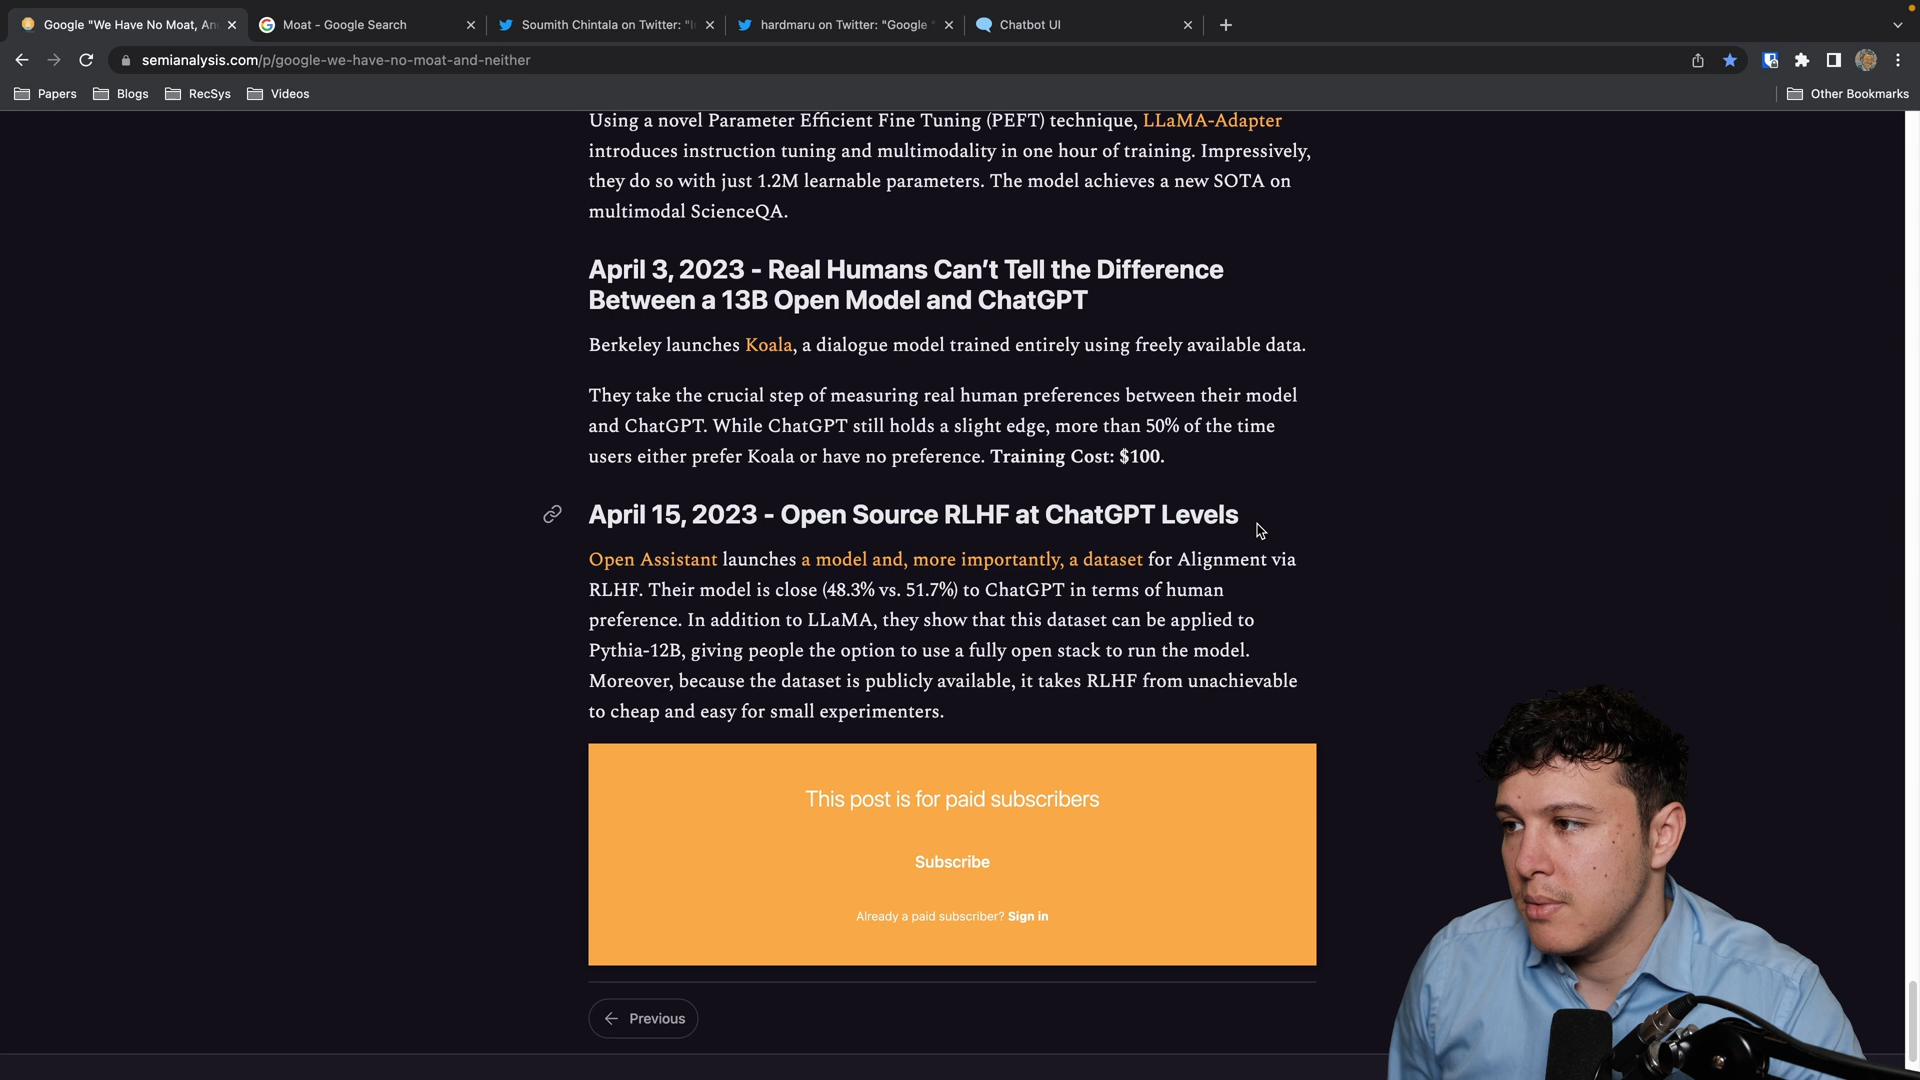 Google "We Have No Moat, An
Moat - Google Search
Soumith Chintala on Twitter: "I
hardmaru on Twitter: "Google "
Chatbot UI
semianalysis.com/p/google-we-have-no-moat-and-neither
Papers
Blogs
RecSys
Videos
Other Bookmarks
Using a novel Parameter Efficient Fine Tuning (PEFT) technique, LLaMA-Adapter
introduces instruction tuning and multimodality in one hour of training. Impressively,
they do so with just 1.2M learnable parameters. The model achieves a new SOTA on
multimodal ScienceQA.
April 3, 2023 - Real Humans Can’t Tell the Difference
Between a 13B Open Model and ChatGPT
Berkeley launches Koala, a dialogue model trained entirely using freely available data.
They take the crucial step of measuring real human preferences between their model
and ChatGPT. While ChatGPT still holds a slight edge, more than 50% of the time
users either prefer Koala or have no preference. Training Cost: $100.
April 15, 2023 - Open Source RLHF at ChatGPT Levels
Open Assistant launches a model and, more importantly, a dataset for Alignment via
RLHF. Their model is close (48.3% vs. 51.7%) to ChatGPT in terms of human
preference. In addition to LLaMA, they show that this dataset can be applied to
Pythia-12B, giving people the option to use a fully open stack to run the model.
Moreover, because the dataset is publicly available, it takes RLHF from unachievable
to cheap and easy for small experimenters.
This post is for paid subscribers
Subscribe
Already a paid subscriber? Sign in
Previous